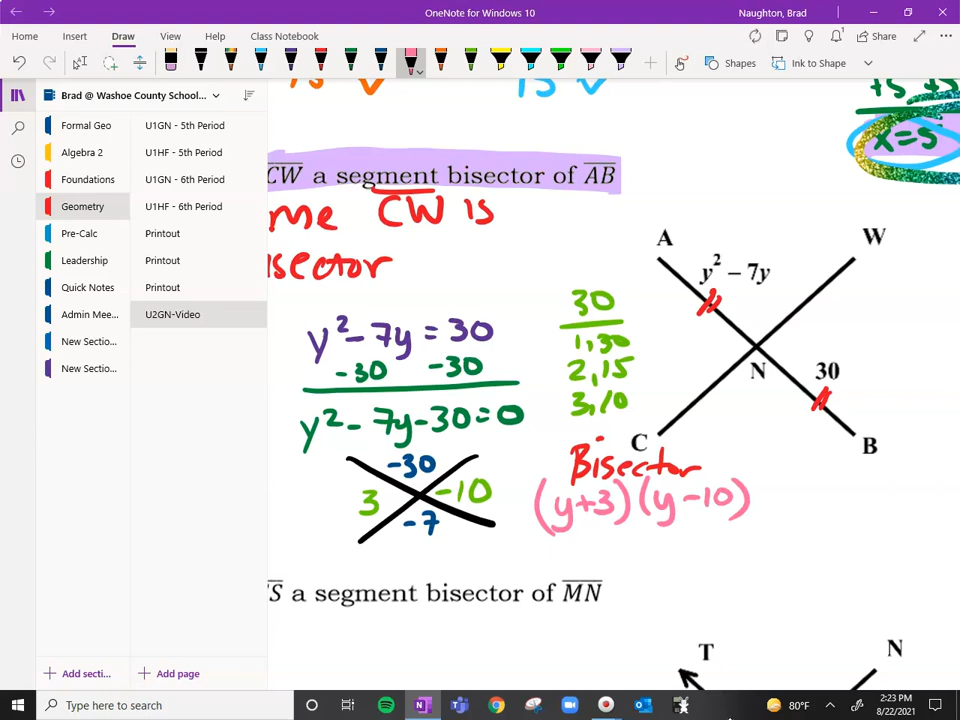 OneNote for Windows 10
Naughton, Brad
Home Insert Draw View Help Class Notebook
Shapes Ink to Shape Share
Brad @ Washoe County School...
Formal Geo
Algebra 2
Foundations
Geometry
Pre-Calc
Leadership
Quick Notes
Admin Mee...
New Sectio...
New Sectio...
U1GN - 5th Period
U1HF - 5th Period
U1GN - 6th Period
U1HF - 6th Period
Printout
Printout
Printout
U2GN-Video
Add secti...
Add page
x=5
CW a segment bisector of AB
me CW is
isector
y² - 7y = 30
-30 -30
y² - 7y - 30 = 0
-30
3 -10
-7
30
1,30
2,15
3,10
A W
y² - 7y
N 30
C B
Bisector
(y+3)(y-10)
S a segment bisector of MN
T N
Type here to search
80°F
2:23 PM
8/22/2021